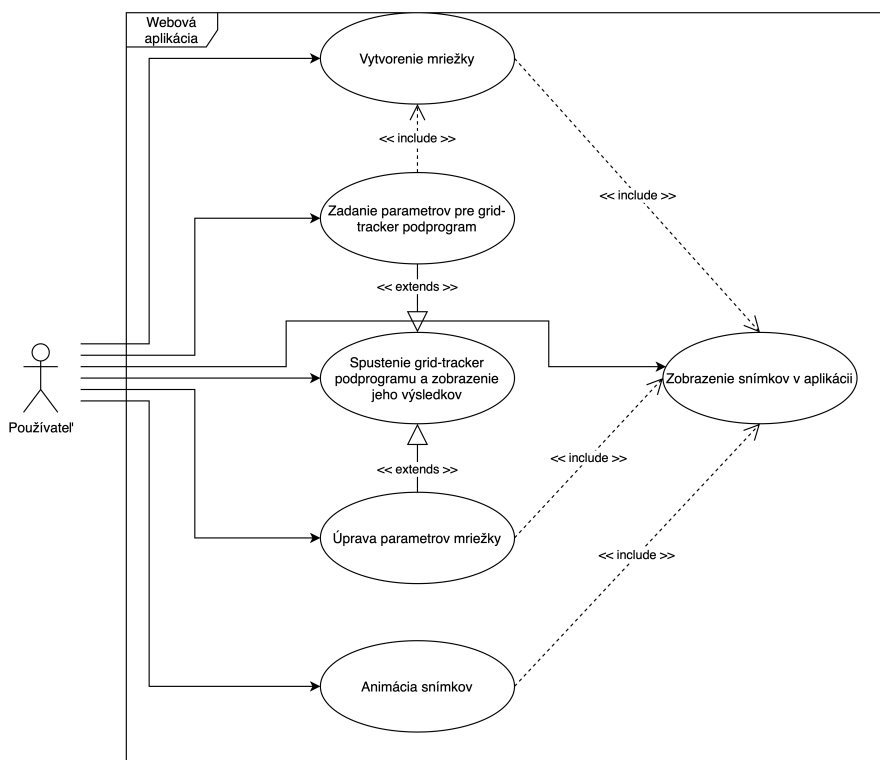 Webová
aplikácia
Vytvorenie mriežky
<< include >>
<< include >>
Zadanie parametrov pre grid-
tracker podprogram
<< extends >>
Spustenie grid-tracker
podprogramu a zobrazenie
jeho výsledkov
Zobrazenie snímkov v aplikácii
Používateľ
<< include >>
<< extends >>
Úprava parametrov mriežky
<< include >>
Animácia snímkov